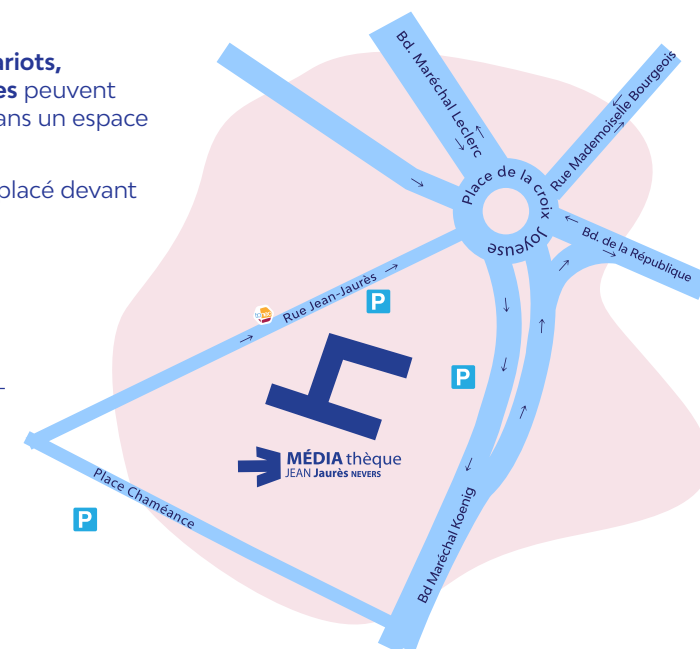 ariots,
es peuvent
ans un espace
placé devant
Bd. Maréchal Leclerc
Rue Mademoiselle Bourgeois
Place de la croix
Joyeuse
Bd. de la République
Rue Jean-Jaurès
P
P
MÉDIA thèque
JEAN Jaurès NEVERS
Place Chaméance
P
Bd Maréchal Koenig